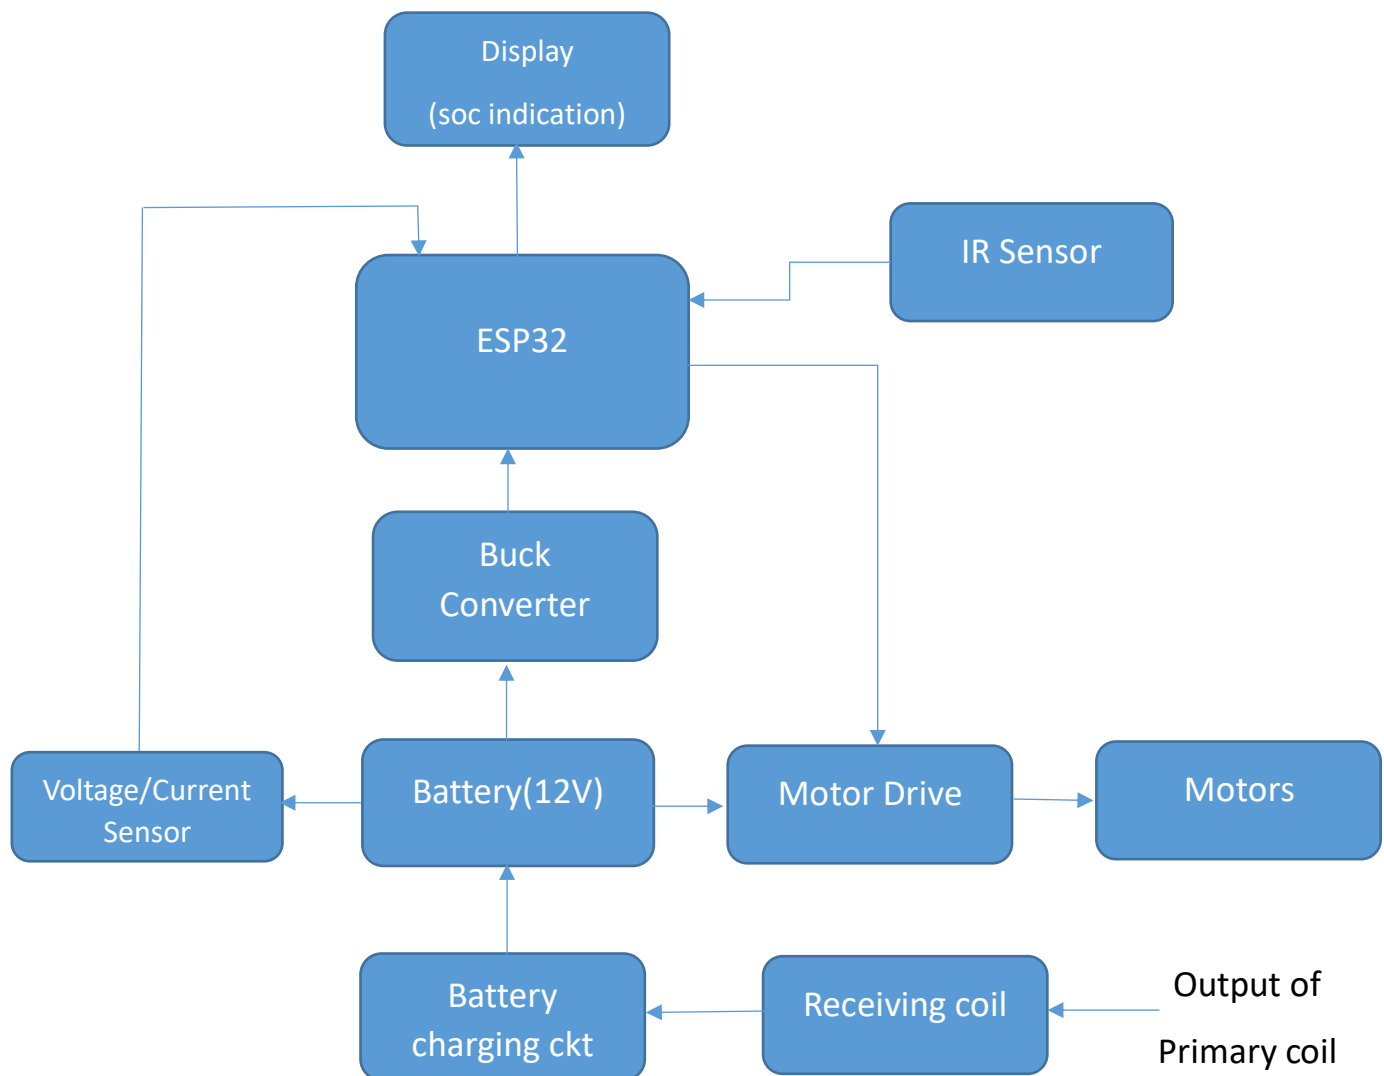 Display
(soc indication)
IR Sensor
ESP32
Buck
Converter
Voltage/Current
Sensor
Battery(12V)
Motor Drive
Motors
Battery
charging ckt
Receiving coil
Output of
Primary coil